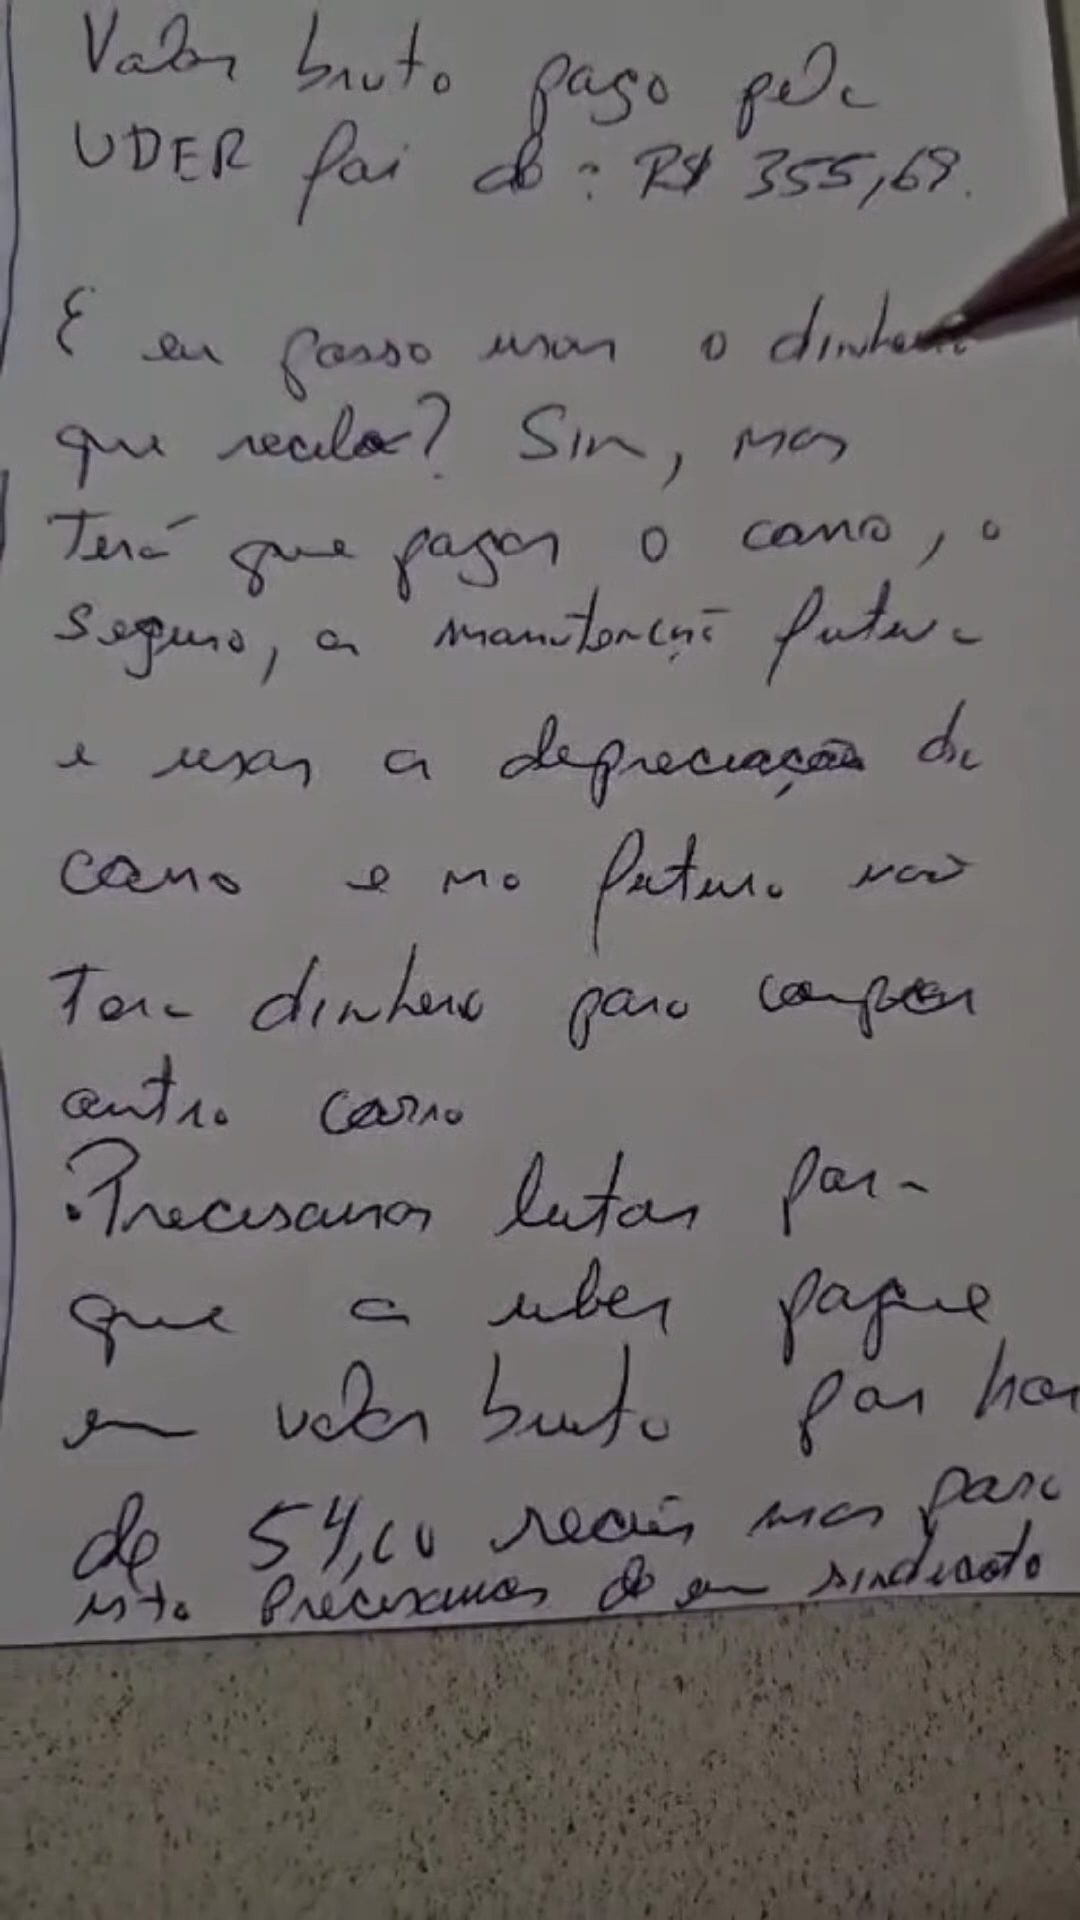 Valor bruto pago pela
UBER foi de: R$ 355,69.
E eu posso usar o dinheiro
que recebo? Sim, mas
Terá que pagar o carro, o
seguro, a manutenção futura
e usar a depreciação do
carro e no futuro não
Terá dinheiro para comprar
outro carro
. Precisamos lutar para
que a uber pague
um valor bruto por hor
de 54,00 reais mas para
isto precisamos de um sindicato